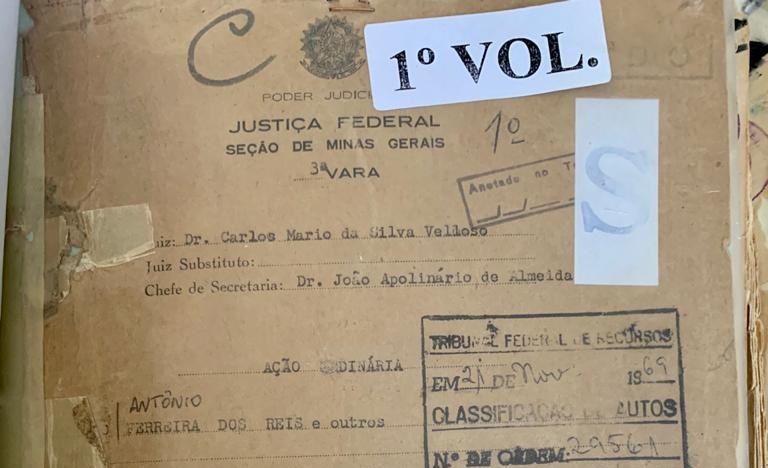 C
1º VOL.
PODER
JUSTIÇA FEDERAL
SEÇÃO DE MINAS GERAIS
1º
3ª VARA
Anotado no
S
Dr. Carlos Mario da Silva Velloso
Juiz Substituto:
Chefe de Secretaria: Dr. João Apolinário de Almeida
TRIBUNAL FEDERAL DE RECURSOS
AÇÃO
EM 21 DE Nov. 1969
ANTÔNIO
CLASSIFICAÇÃO DE AUTOS
FERREIRA DOS REIS e outros
Nº DE ORDEM 29561